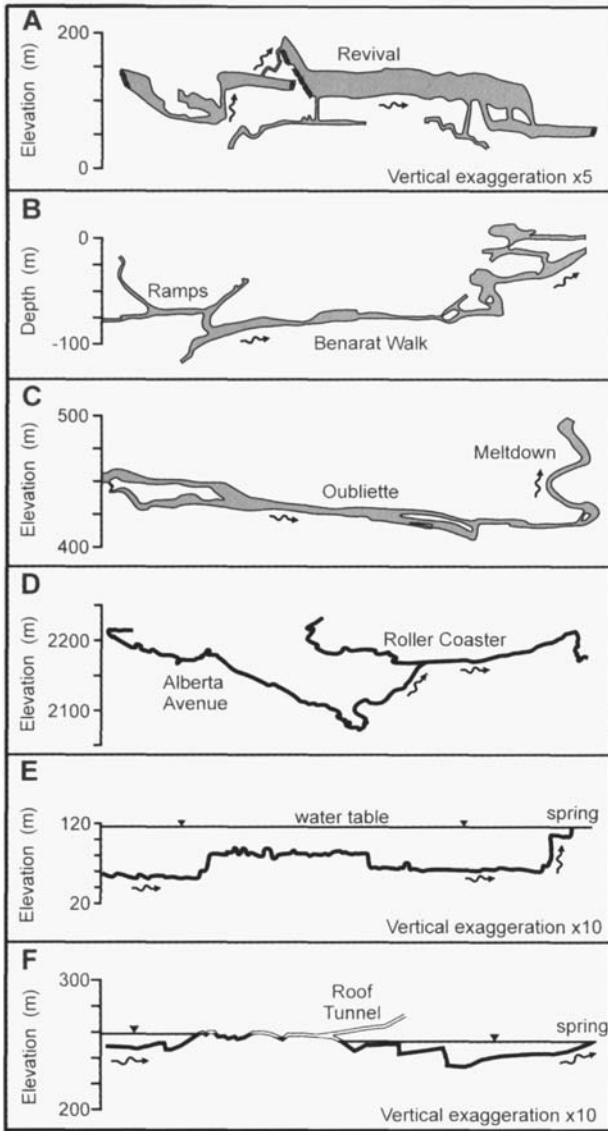 A
Elevation (m)
200
100
0
Revival
Vertical exaggeration x5
B
Depth (m)
0
-100
Ramps
Benarat Walk
C
Elevation (m)
500
400
Oubliette
Meltdown
D
Elevation (m)
2200
2100
Alberta
Avenue
Roller Coaster
E
Elevation (m)
120
20
water table
spring
Vertical exaggeration x10
F
Elevation (m)
300
200
Roof
Tunnel
spring
Vertical exaggeration x10